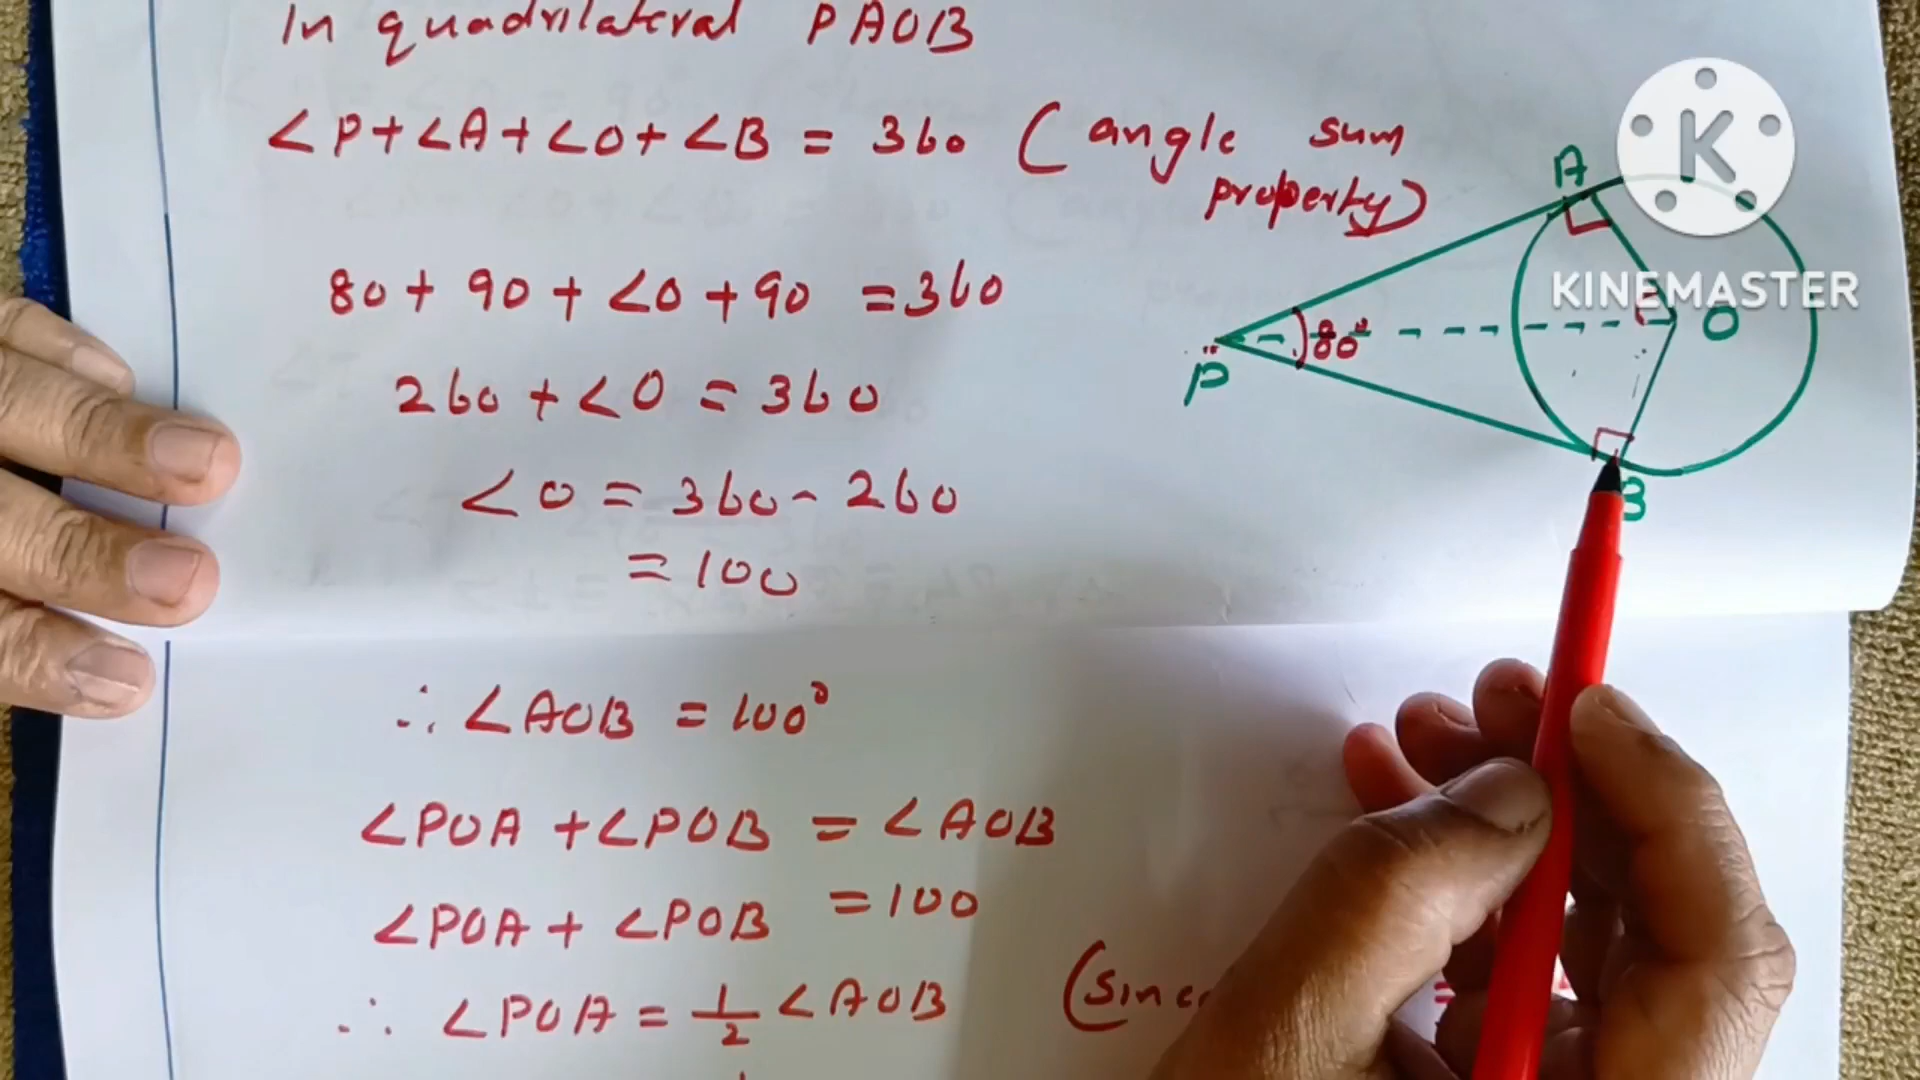 In quadrilateral PAOB
∠P+∠A+∠O+∠B = 360 (angle sum
property)
80+90+∠O+90 =360
260+∠O=360
∠O=360-260
=100
∴∠AOB=100°
∠POA+∠POB=∠AOB
∠POA+∠POB =100
∴∠POA=1/2∠AOB (sin
A
K
KINEMASTER
O
80°
P
B